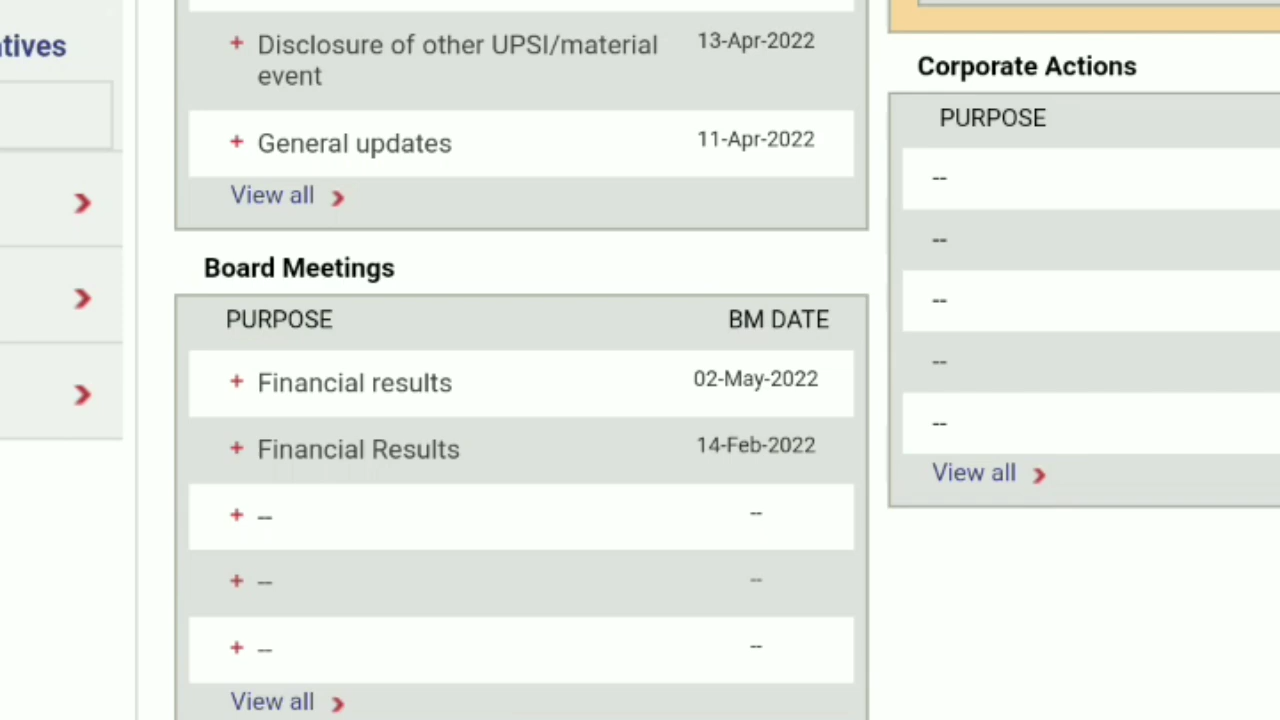 atives
+ Disclosure of other UPSI/material 13-Apr-2022
event
+ General updates 11-Apr-2022
View all
Board Meetings
PURPOSE BM DATE
+ Financial results 02-May-2022
+ Financial Results 14-Feb-2022
+ -- --
+ -- --
+ -- --
View all
Corporate Actions
PURPOSE
--
--
--
--
--
View all